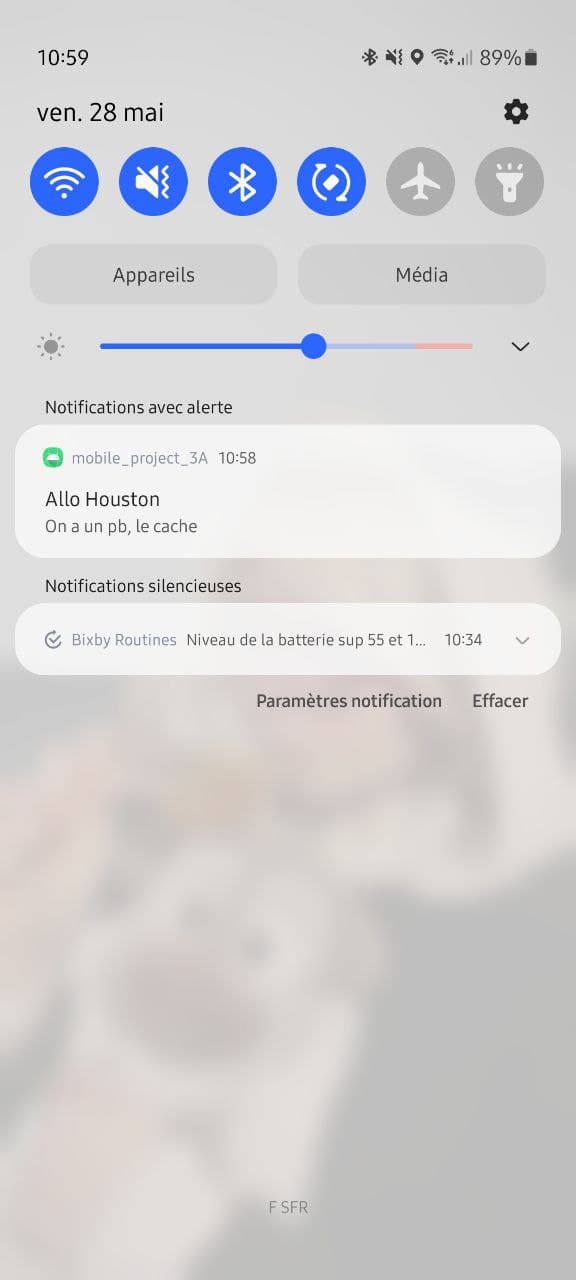 10:59 89%
ven. 28 mai
Appareils Média
Notifications avec alerte
mobile_project_3A 10:58
Allo Houston
On a un pb, le cache
Notifications silencieuses
Bixby Routines Niveau de la batterie sup 55 et 1... 10:34
Paramètres notification Effacer
F SFR